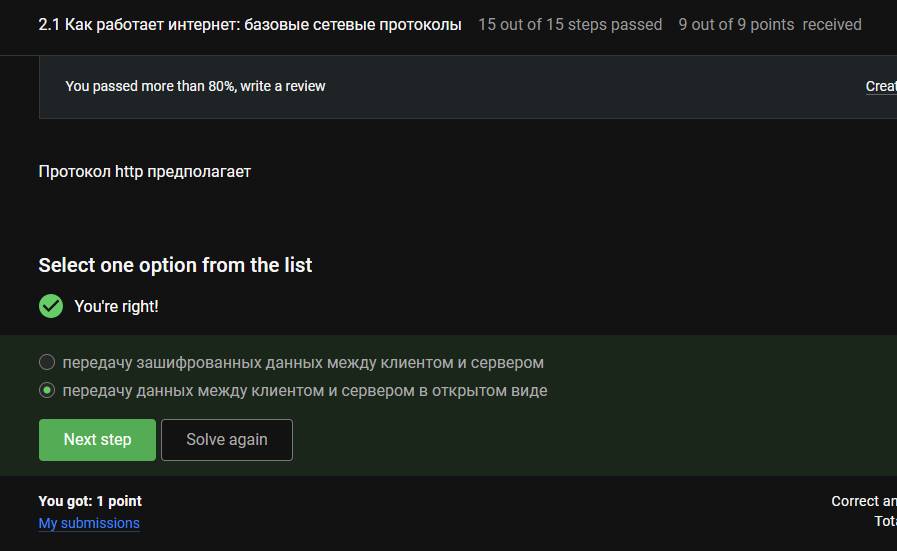 2.1 Как работает интернет: базовые сетевые протоколы 15 out of 15 steps passed 9 out of 9 points received
You passed more than 80%, write a review
Протокол http предполагает
Select one option from the list
You're right!
передачу зашифрованных данных между клиентом и сервером
передачу данных между клиентом и сервером в открытом виде
Next step Solve again
You got: 1 point
My submissions
Correct